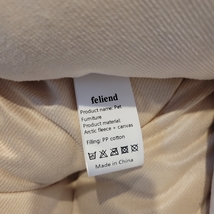 feliend
Product name: Pet
Furniture
Product material:
Arctic fleece + canvas
Filling: PP cotton
Made in China